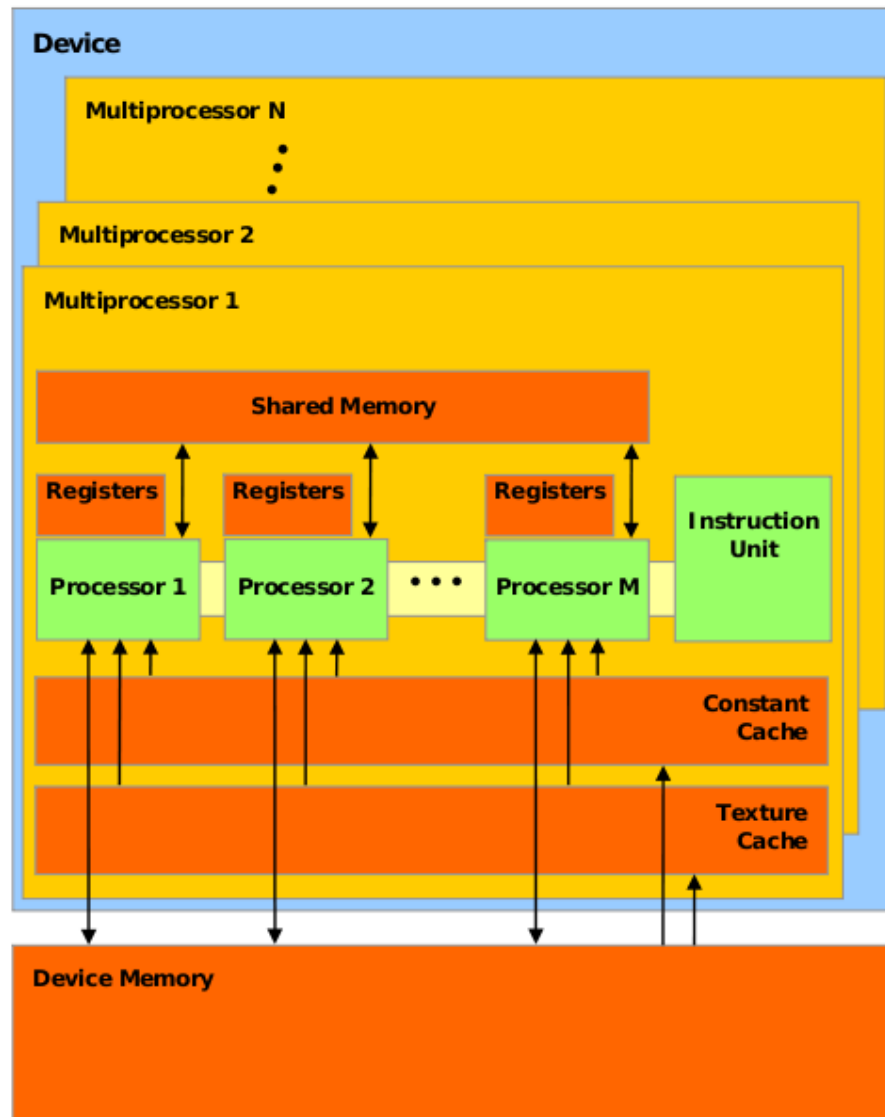 Device
Multiprocessor N
Multiprocessor 2
Multiprocessor 1
Shared Memory
Registers
Registers
Registers
Instruction
Unit
Processor 1
Processor 2
Processor M
Constant
Cache
Texture
Cache
Device Memory